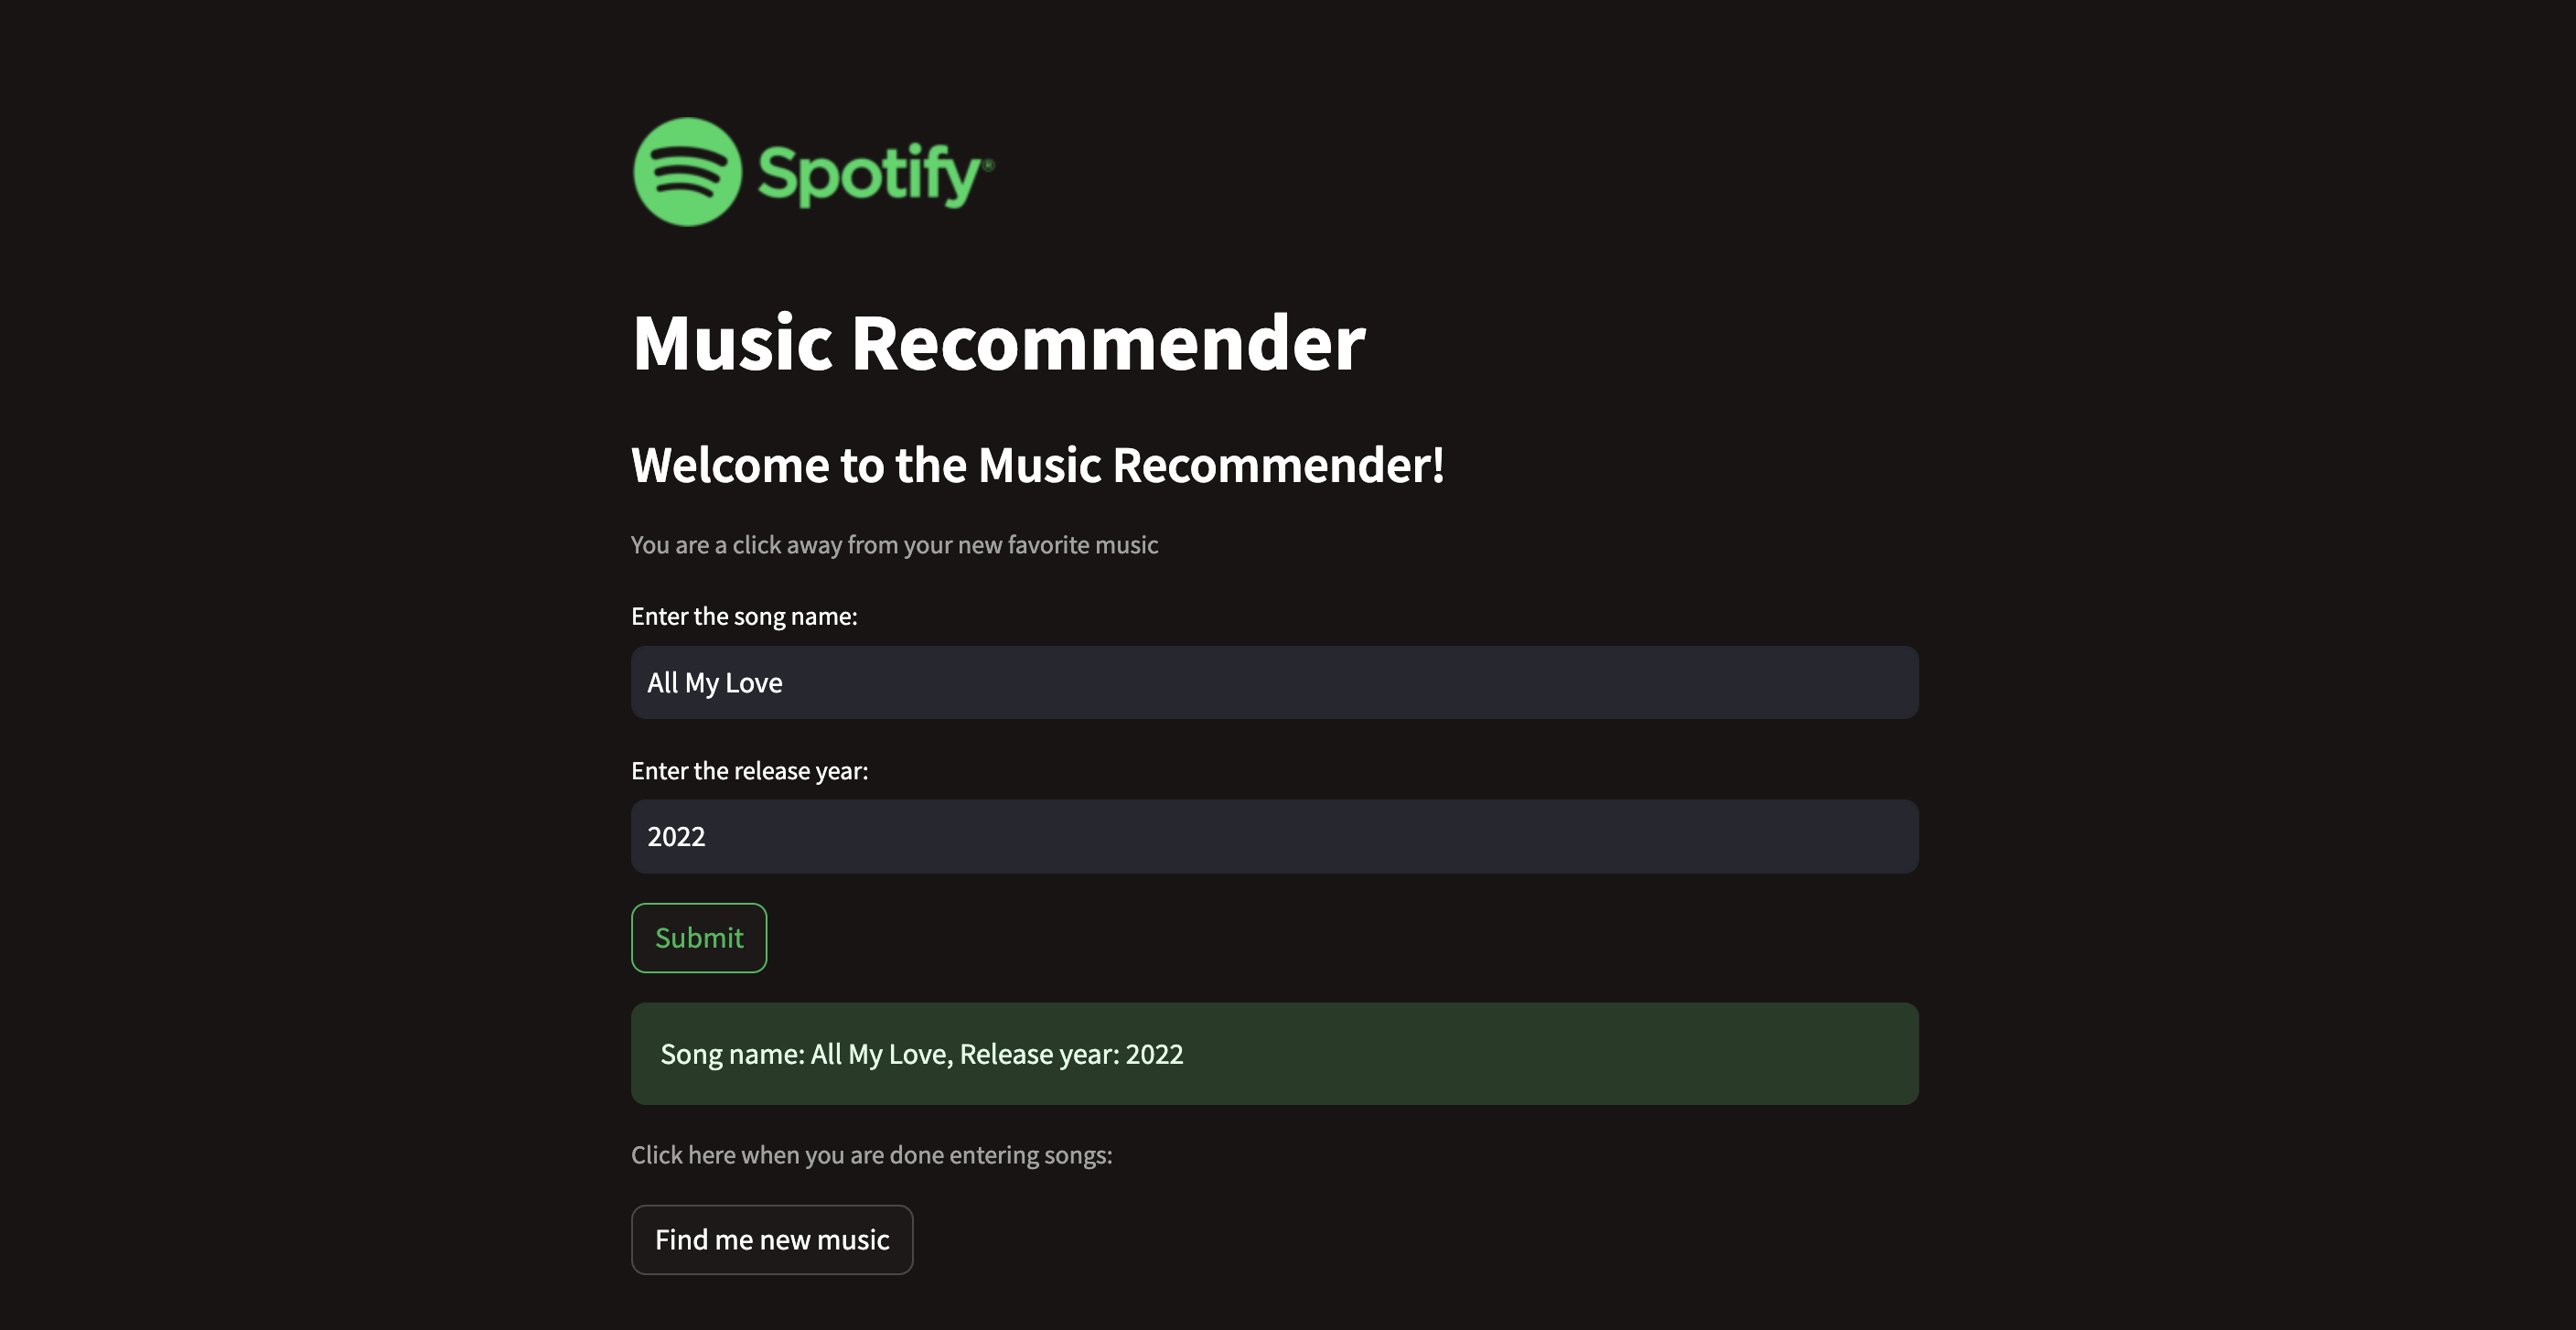 Spotify®
Music Recommender
Welcome to the Music Recommender!
You are a click away from your new favorite music
Enter the song name:
All My Love
Enter the release year:
2022
Submit
Song name: All My Love, Release year: 2022
Click here when you are done entering songs:
Find me new music